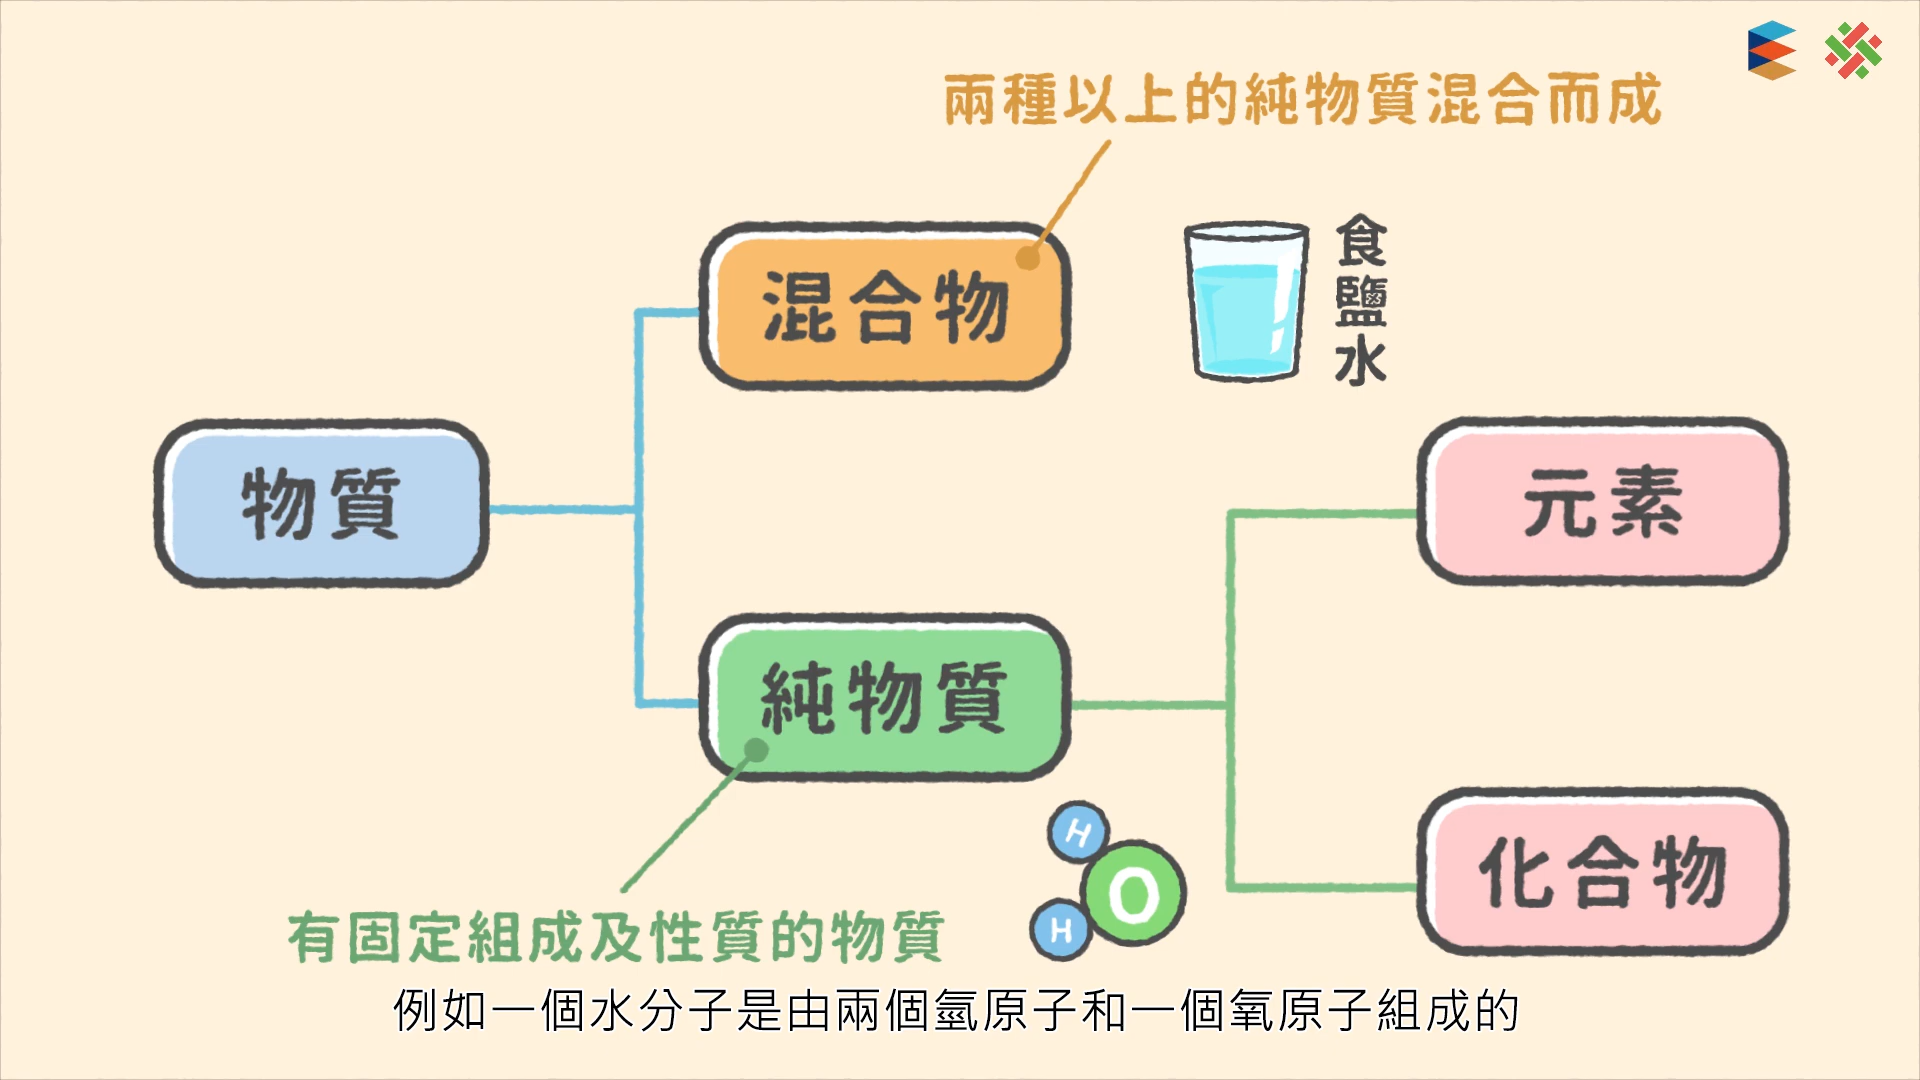 兩種以上的純物質混合而成
混合物
食鹽水
物質
元素
純物質
化合物
H
O
H
有固定組成及性質的物質
例如一個水分子是由兩個氫原子和一個氧原子組成的